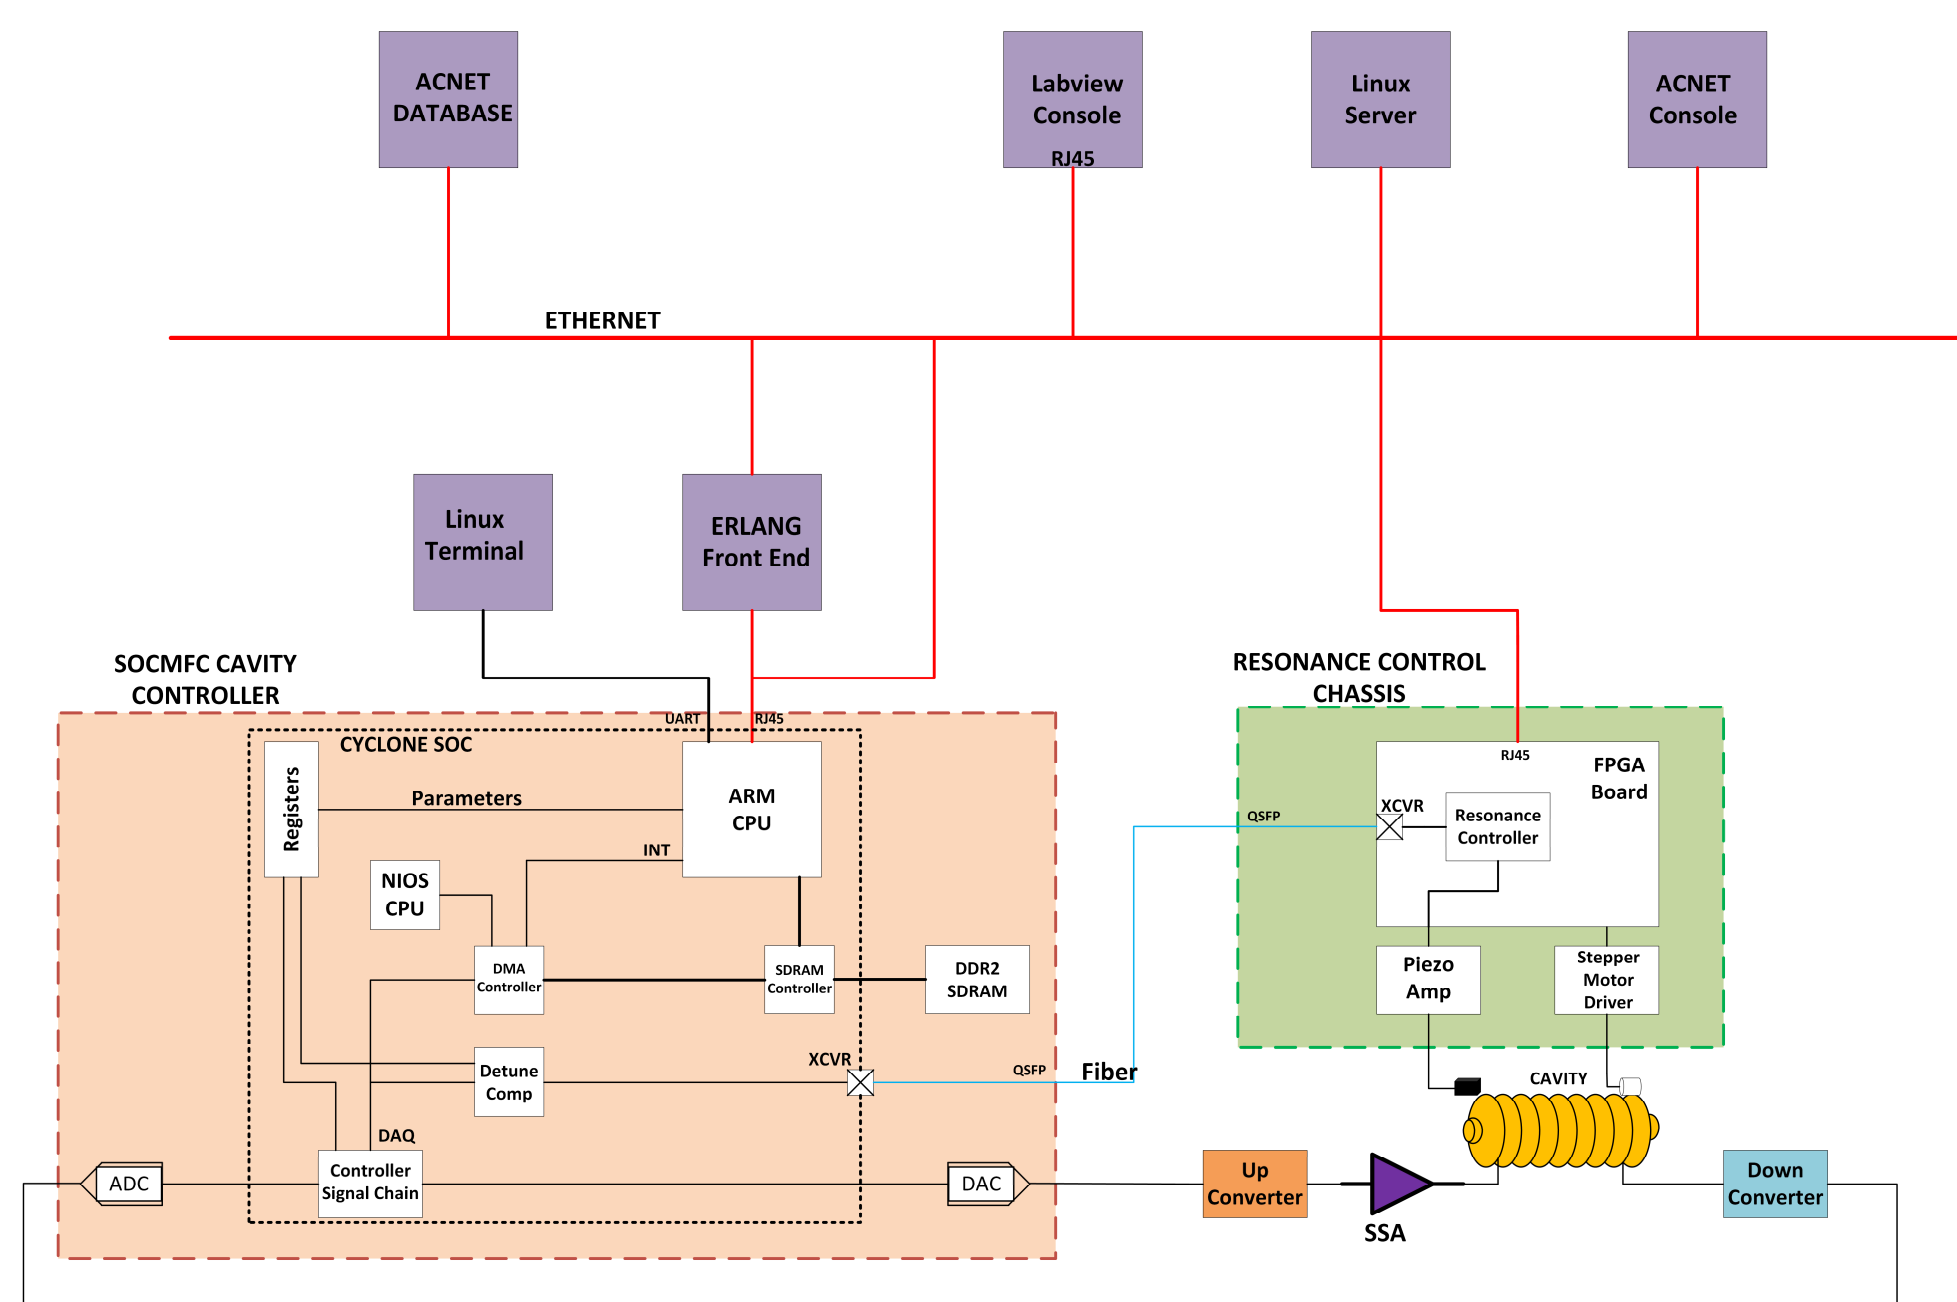 ACNET
DATABASE
Labview
Console
RJ45
Linux
Server
ACNET
Console
ETHERNET
Linux
Terminal
ERLANG
Front End
SOCMFC CAVITY
CONTROLLER
UART
RJ45
CYCLONE SOC
Registers
Parameters
ARM
CPU
INT
NIOS
CPU
DMA
Controller
SDRAM
Controller
DDR2
SDRAM
Detune
Comp
XCVR
QSFP
Fiber
DAQ
Controller
Signal Chain
ADC
DAC
RESONANCE CONTROL
CHASSIS
RJ45
FPGA
Board
QSFP
XCVR
Resonance
Controller
Piezo
Amp
Stepper
Motor
Driver
CAVITY
Up
Converter
SSA
Down
Converter